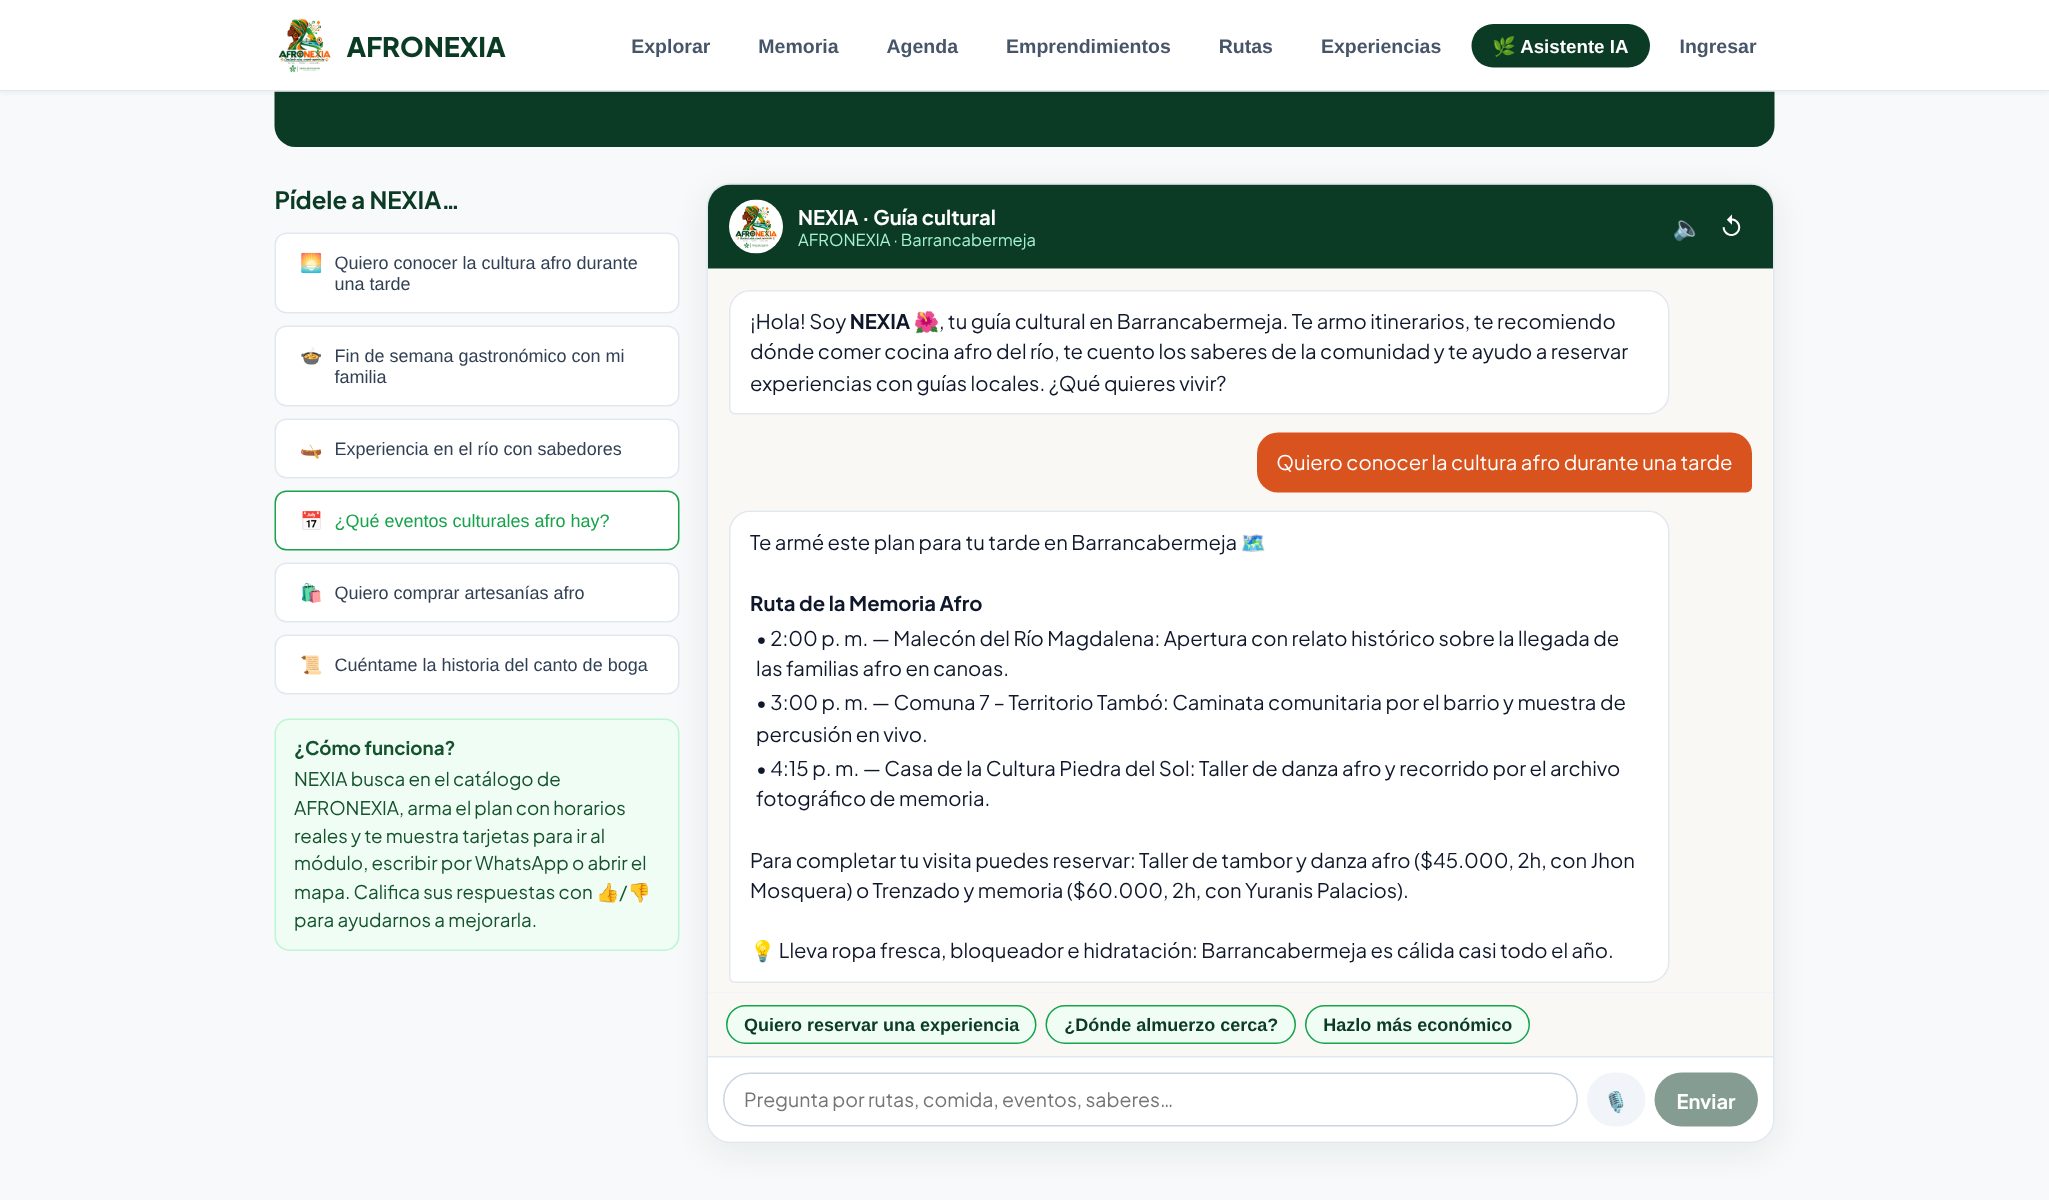 AFRONEXIA
AFRONEXIA
Explorar
Memoria
Agenda
Emprendimientos
Rutas
Experiencias
🌿 Asistente IA
Ingresar
Pídele a NEXIA...
🌅 Quiero conocer la cultura afro durante
una tarde
🍲 Fin de semana gastronómico con mi
familia
🛶 Experiencia en el río con sabedores
📅 ¿Qué eventos culturales afro hay?
🛍️ Quiero comprar artesanías afro
📜 Cuéntame la historia del canto de boga
¿Cómo funciona?
NEXIA busca en el catálogo de
AFRONEXIA, arma el plan con horarios
reales y te muestra tarjetas para ir al
módulo, escribir por WhatsApp o abrir el
mapa. Califica sus respuestas con 👍/👎
para ayudarnos a mejorarla.
AFRONEXIA
NEXIA · Guía cultural
AFRONEXIA · Barrancabermeja
¡Hola! Soy NEXIA 🌺, tu guía cultural en Barrancabermeja. Te armo itinerarios, te recomiendo
dónde comer cocina afro del río, te cuento los saberes de la comunidad y te ayudo a reservar
experiencias con guías locales. ¿Qué quieres vivir?
Quiero conocer la cultura afro durante una tarde
Te armé este plan para tu tarde en Barrancabermeja 🗺️
Ruta de la Memoria Afro
• 2:00 p. m. — Malecón del Río Magdalena: Apertura con relato histórico sobre la llegada de
las familias afro en canoas.
• 3:00 p. m. — Comuna 7 – Territorio Tambó: Caminata comunitaria por el barrio y muestra de
percusión en vivo.
• 4:15 p. m. — Casa de la Cultura Piedra del Sol: Taller de danza afro y recorrido por el archivo
fotográfico de memoria.
Para completar tu visita puedes reservar: Taller de tambor y danza afro ($45.000, 2h, con Jhon
Mosquera) o Trenzado y memoria ($60.000, 2h, con Yuranis Palacios).
💡 Lleva ropa fresca, bloqueador e hidratación: Barrancabermeja es cálida casi todo el año.
Quiero reservar una experiencia
¿Dónde almuerzo cerca?
Hazlo más económico
Pregunta por rutas, comida, eventos, saberes...
Enviar